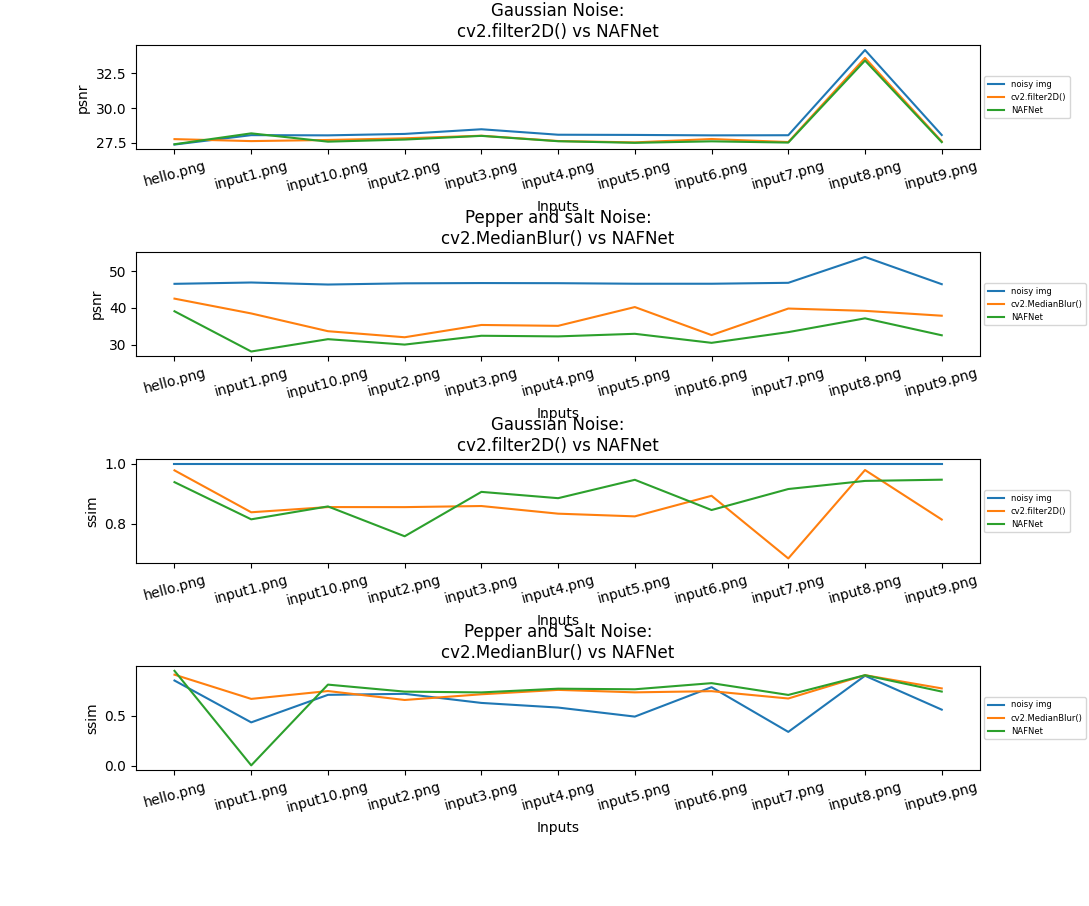 Gaussian Noise:
cv2.filter2D() vs NAFNet
psnr
32.5
30.0
27.5
noisy img
cv2.filter2D()
NAFNet
hello.png input1.png input10.png input2.png input3.png input4.png input5.png input6.png input7.png input8.png input9.png
Inputs
Pepper and salt Noise:
cv2.MedianBlur() vs NAFNet
psnr
50
40
30
noisy img
cv2.MedianBlur()
NAFNet
hello.png input1.png input10.png input2.png input3.png input4.png input5.png input6.png input7.png input8.png input9.png
Inputs
Gaussian Noise:
cv2.filter2D() vs NAFNet
ssim
1.0
0.8
noisy img
cv2.filter2D()
NAFNet
hello.png input1.png input10.png input2.png input3.png input4.png input5.png input6.png input7.png input8.png input9.png
Inputs
Pepper and Salt Noise:
cv2.MedianBlur() vs NAFNet
ssim
0.5
0.0
noisy img
cv2.MedianBlur()
NAFNet
hello.png input1.png input10.png input2.png input3.png input4.png input5.png input6.png input7.png input8.png input9.png
Inputs